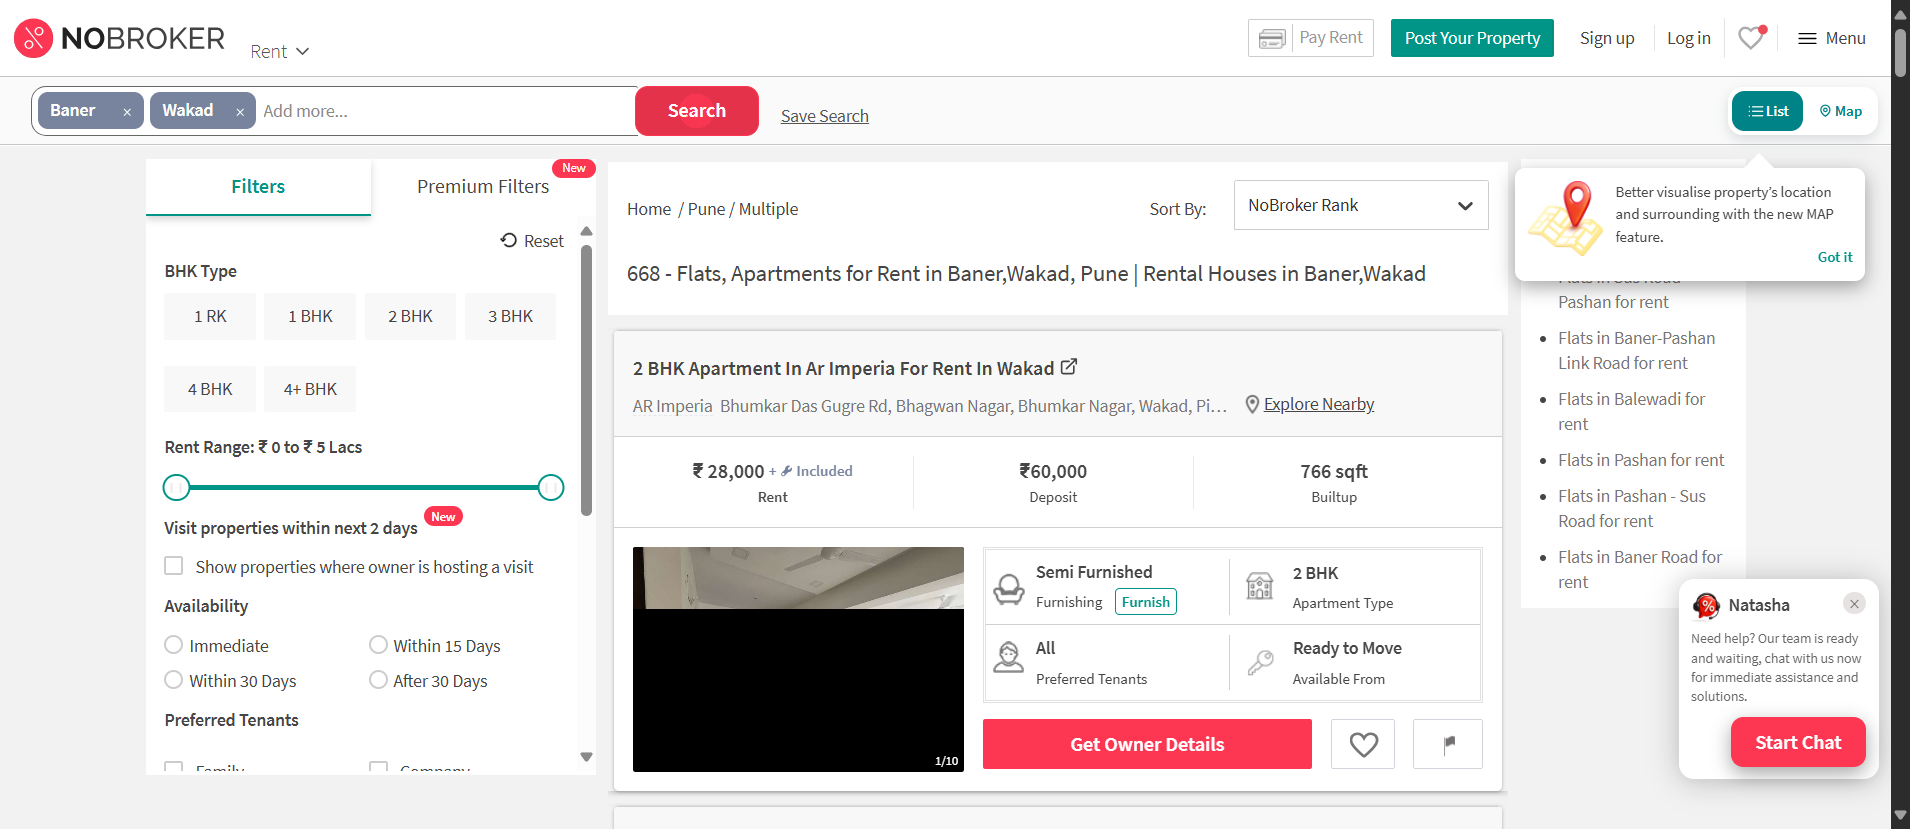 NOBROKER
Rent
Pay Rent
Post Your Property
Sign up
Log in
Menu
Baner ×
Wakad ×
Add more...
Search
Save Search
List
Map
Filters
Premium Filters
New
Reset
BHK Type
1 RK
1 BHK
2 BHK
3 BHK
4 BHK
4+ BHK
Rent Range: ₹ 0 to ₹ 5 Lacs
Visit properties within next 2 days New
Show properties where owner is hosting a visit
Availability
Immediate
Within 15 Days
Within 30 Days
After 30 Days
Preferred Tenants
Family
Company
Home / Pune / Multiple
Sort By:
NoBroker Rank
668 - Flats, Apartments for Rent in Baner,Wakad, Pune | Rental Houses in Baner,Wakad
2 BHK Apartment In Ar Imperia For Rent In Wakad
AR Imperia Bhumkar Das Gugre Rd, Bhagwan Nagar, Bhumkar Nagar, Wakad, Pi...
Explore Nearby
₹ 28,000 + Included
Rent
₹60,000
Deposit
766 sqft
Builtup
1/10
Semi Furnished
Furnishing Furnish
2 BHK
Apartment Type
All
Preferred Tenants
Ready to Move
Available From
Get Owner Details
Better visualise property's location
and surrounding with the new MAP
feature.
Got it
Flats in Sus Road
Pashan for rent
Flats in Baner-Pashan
Link Road for rent
Flats in Balewadi for
rent
Flats in Pashan for rent
Flats in Pashan - Sus
Road for rent
Flats in Baner Road for
rent
Natasha
Need help? Our team is ready
and waiting, chat with us now
for immediate assistance and
solutions.
Start Chat